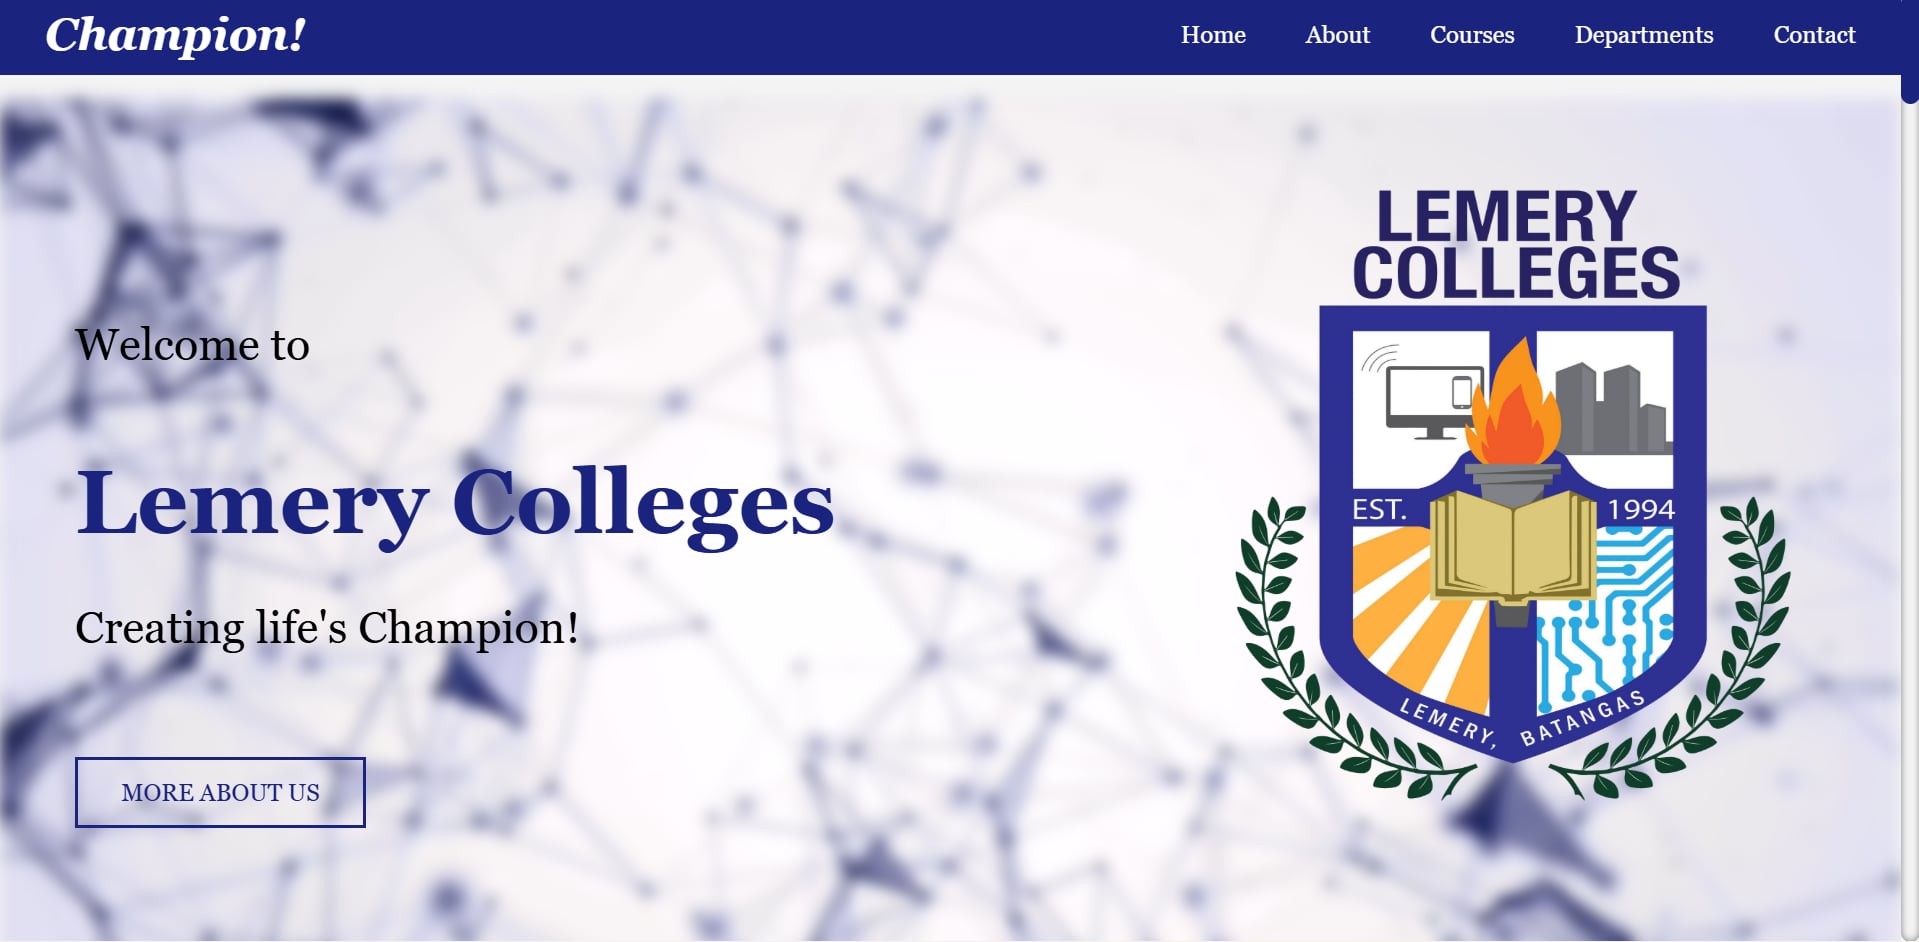 Champion!
Home
About
Courses
Departments
Contact
Welcome to
Lemery Colleges
Creating life's Champion!
MORE ABOUT US
LEMERY
COLLEGES
EST.
1994
LEMERY, BATANGAS